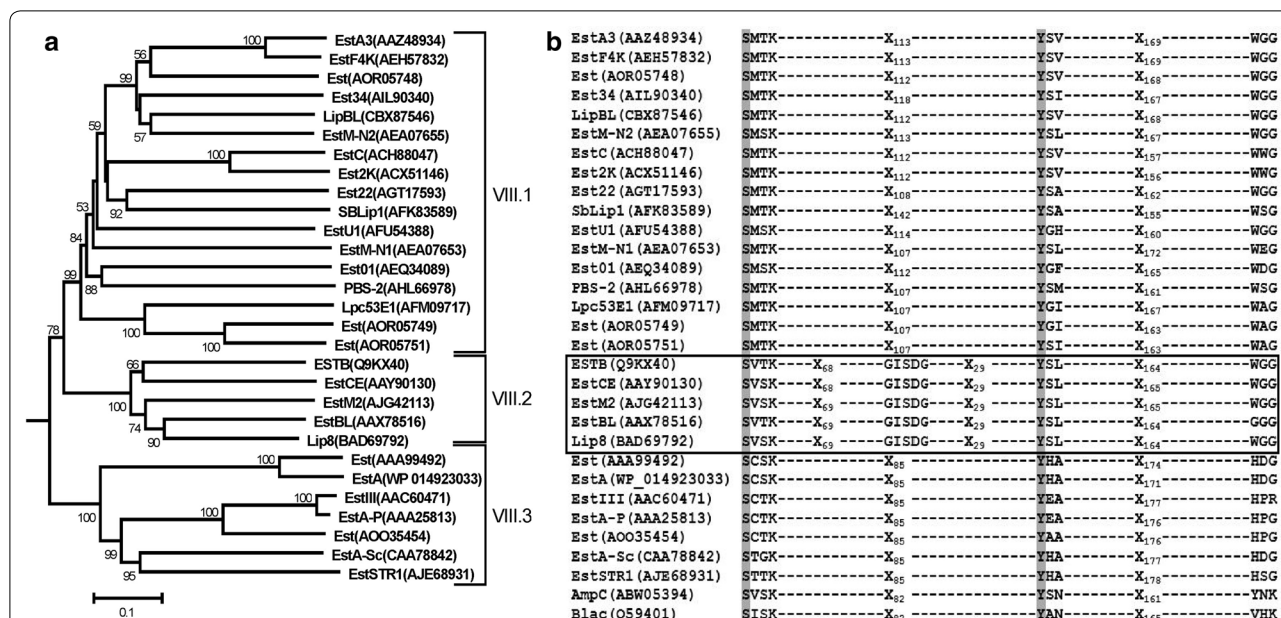 a
EstA3(AAZ48934)
EstF4K(AEH57832)
Est(AOR05748)
Est34(AIL90340)
LipBL(CBX87546)
EstM-N2(AEA07655)
EstC(ACH88047)
Est2K(ACX51146)
Est22(AGT17593)
SBLip1(AFK83589)
EstU1(AFU54388)
EstM-N1(AEA07653)
Est01(AEQ34089)
PBS-2(AHL66978)
Lpc53E1(AFM09717)
Est(AOR05749)
Est(AOR05751)
ESTB(Q9KX40)
EstCE(AAY90130)
EstM2(AJG42113)
EstBL(AAX78516)
Lip8(BAD69792)
Est(AAA99492)
EstA(WP 014923033)
EstIII(AAC60471)
EstA-P(AAA25813)
Est(AOO35454)
EstA-Sc(CAA78842)
EstSTR1(AJE68931)
VIII.1
VIII.2
VIII.3
100
56
99
57
59
100
92
53
84
99
88
100
100
78
66
100
74
90
100
100
100
100
99
95
0.1
b
EstA3(AAZ48934) SMTK---X113---YSV---X169---WGG
EstF4K(AEH57832) SMTK---X113---YSV---X169---WGG
Est(AOR05748) SMTK---X112---YSV---X168---WGG
Est34(AIL90340) SMTK---X118---YSI---X167---WGG
LipBL(CBX87546) SMTK---X112---YSV---X168---WGG
EstM-N2(AEA07655) SMSK---X113---YSL---X167---WGG
EstC(ACH88047) SMTK---X112---YSV---X157---WWG
Est2K(ACX51146) SMTK---X112---YSV---X156---WWG
Est22(AGT17593) SMTK---X108---YSA---X162---WGG
SbLip1(AFK83589) SMTK---X142---YSA---X155---WSG
EstU1(AFU54388) SMSK---X114---YGH---X160---WGG
EstM-N1(AEA07653) SMTK---X107---YSL---X172---WEG
Est01(AEQ34089) SMSK---X112---YGF---X165---WDG
PBS-2(AHL66978) SMTK---X107---YSM---X161---WSG
Lpc53E1(AFM09717) SMTK---X107---YGI---X167---WAG
Est(AOR05749) SMTK---X107---YGI---X163---WAG
Est(AOR05751) SMTK---X107---YSI---X163---WAG
ESTB(Q9KX40) SVTK---X68---GISDG---X29---YSL---X164---WGG
EstCE(AAY90130) SVSK---X68---GISDG---X29---YSL---X165---WGG
EstM2(AJG42113) SVSK---X69---GISDG---X29---YSL---X165---WGG
EstBL(AAX78516) SVTK---X69---GISDG---X29---YSL---X164---GGG
Lip8(BAD69792) SVSK---X69---GISDG---X29---YSL---X164---WGG
Est(AAA99492) SCSK---X85---YHA---X174---HDG
EstA(WP_014923033) SCSK---X85---YHA---X171---HDG
EstIII(AAC60471) SCTK---X85---YEA---X177---HPR
EstA-P(AAA25813) SCTK---X85---YEA---X176---HPG
Est(AOO35454) SCTK---X85---YAA---X176---HPG
EstA-Sc(CAA78842) STGK---X85---YHA---X177---HDG
EstSTR1(AJE68931) STTK---X85---YHA---X178---HSG
AmpC(ABW05394) SVSK---X82---YSN---X161---YNK
Blac(O59401) SISK---X82---YAN---X165---VHK